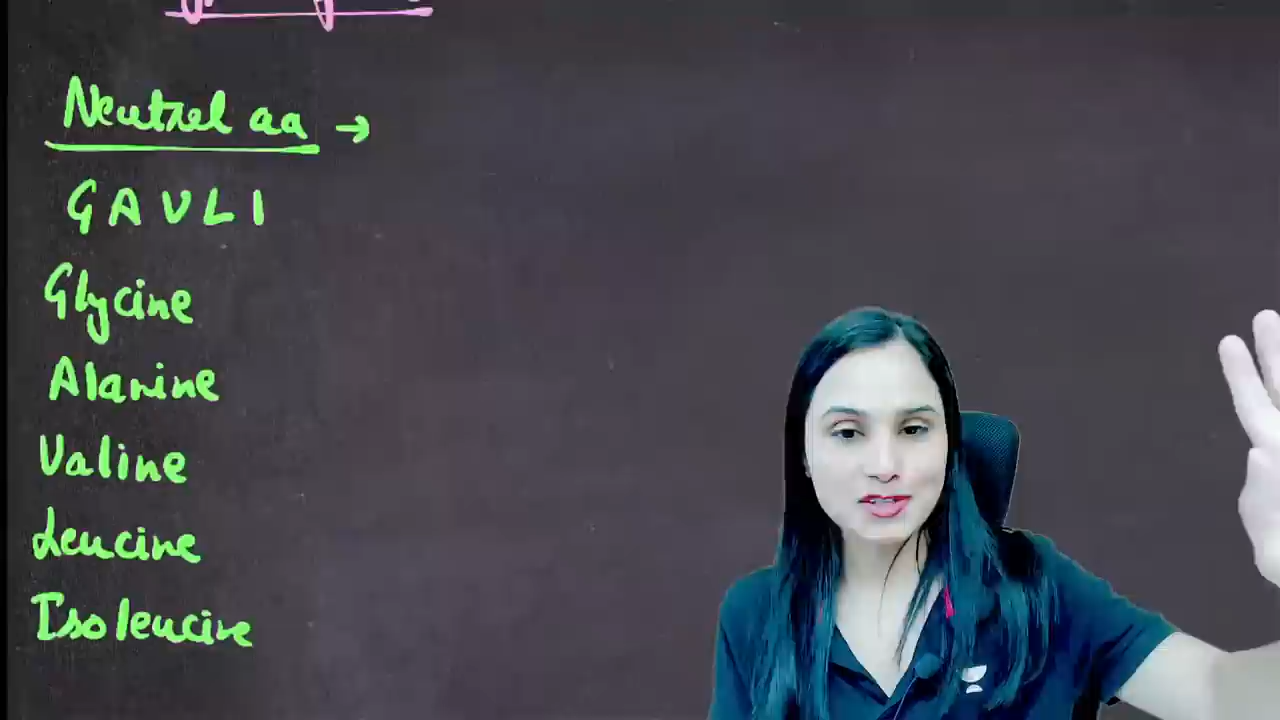 Neutral aa →
G A V L I
Glycine
Alanine
Valine
Leucine
Isoleucine